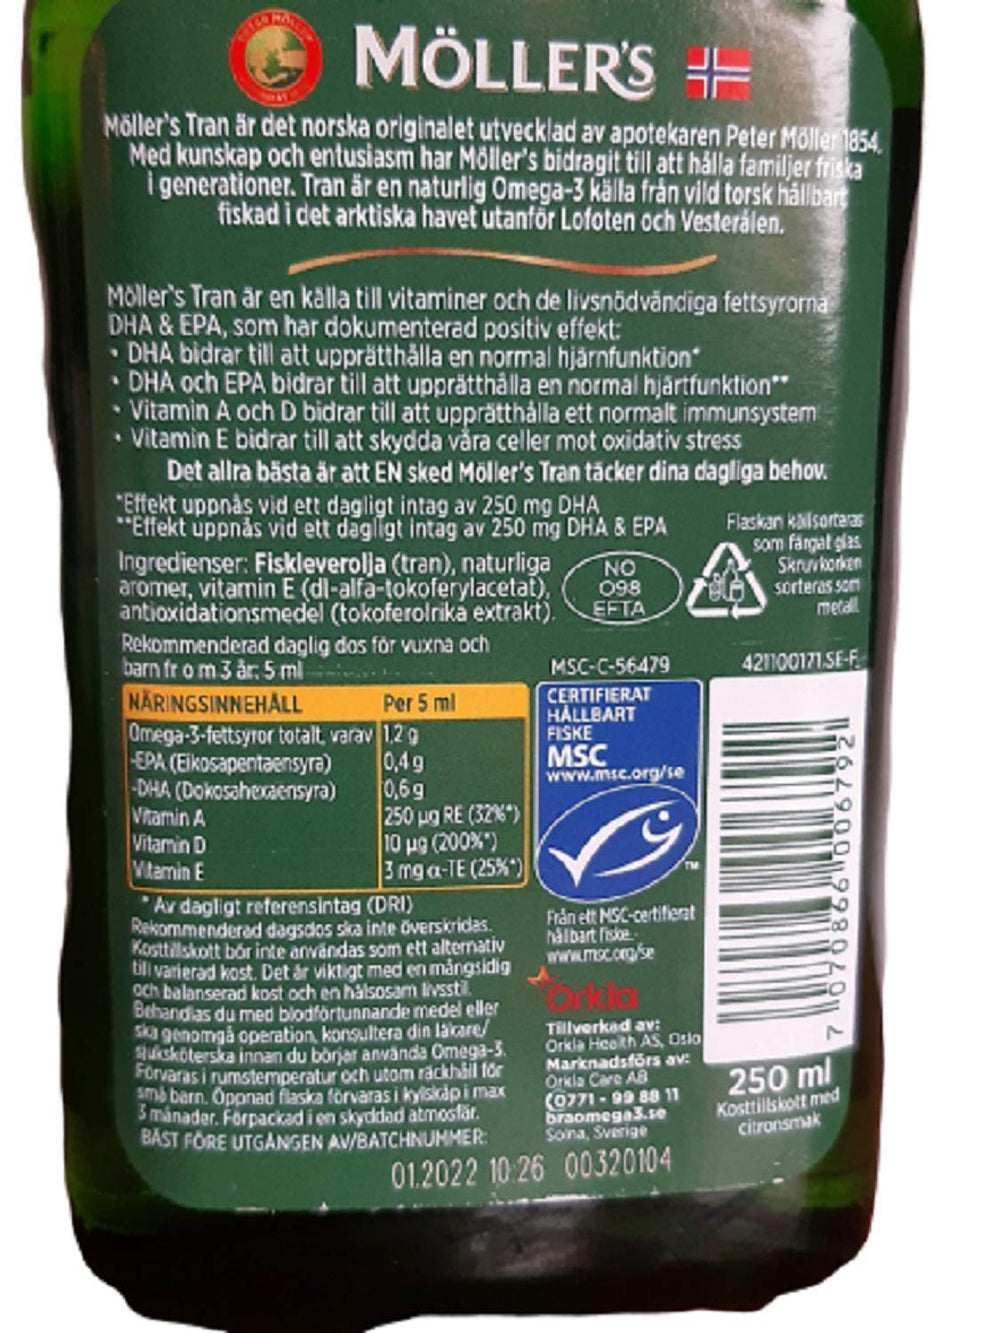 PETER MÖLLER
MÖLLER'S
Möller's Tran är det norska originalet utvecklad av apotekaren Peter Möller 1854.
Med kunskap och entusiasm har Möller's bidragit till att hålla familjer friska
i generationer. Tran är en naturlig Omega-3 källa från vild torsk hållbart
fiskad i det arktiska havet utanför Lofoten och Vesterålen.
Möller's Tran är en källa till vitaminer och de livsnödvändiga fettsyrorna
DHA & EPA, som har dokumenterad positiv effekt:
• DHA bidrar till att upprätthålla en normal hjärnfunktion*
• DHA och EPA bidrar till att upprätthålla en normal hjärtfunktion**
• Vitamin A och D bidrar till att upprätthålla ett normalt immunsystem
• Vitamin E bidrar till att skydda våra celler mot oxidativ stress
Det allra bästa är att EN sked Möller's Tran täcker dina dagliga behov.
*Effekt uppnås vid ett dagligt intag av 250 mg DHA
**Effekt uppnås vid ett dagligt intag av 250 mg DHA & EPA
Flaskan källsorteras
som färgat glas.
Skruvkorken
sorteras som
metall.
Ingredienser: Fiskleverolja (tran), naturliga
aromer, vitamin E (dl-alfa-tokoferylacetat),
antioxidationsmedel (tokoferolrika extrakt).
NO
098
EFTA
Rekommenderad daglig dos för vuxna och
barn fr o m 3 år: 5 ml
MSC-C-56479
421100171.SE-F
NÄRINGSINNEHÅLL Per 5 ml
Omega-3-fettsyror totalt, varav 1,2 g
-EPA (Eikosapentaensyra) 0,4 g
-DHA (Dokosahexaensyra) 0,6 g
Vitamin A 250 µg RE (32%*)
Vitamin D 10 µg (200%*)
Vitamin E 3 mg α-TE (25%*)
* Av dagligt referensintag (DRI)
Rekommenderad dagsdos ska inte överskridas.
Kosttillskott bör inte användas som ett alternativ
till varierad kost. Det är viktigt med en mångsidig
och balanserad kost och en hälsosam livsstil.
Behandlas du med blodförtunnande medel eller
ska genomgå operation, konsultera din läkare/
sjuksköterska innan du börjar använda Omega-3.
Förvaras i rumstemperatur och utom räckhåll för
små barn. Öppnad flaska förvaras i kylskåp i max
3 månader. Förpackad i en skyddad atmosfär.
BÄST FÖRE UTGÅNGEN AV/BATCHNUMMER:
01.2022 10:26 00320104
CERTIFIERAT
HÅLLBART
FISKE
MSC
www.msc.org/se
TM
Från ett MSC-certifierat
hållbart fiske.
www.msc.org/se
Orkla
Tillverkad av:
Orkla Health AS, Oslo
Marknadsförs av:
Orkla Care AB
(0771 - 99 88 11
braomega3.se
Solna, Sverige
7 070866 006792
250 ml
Kosttillskott med
citronsmak